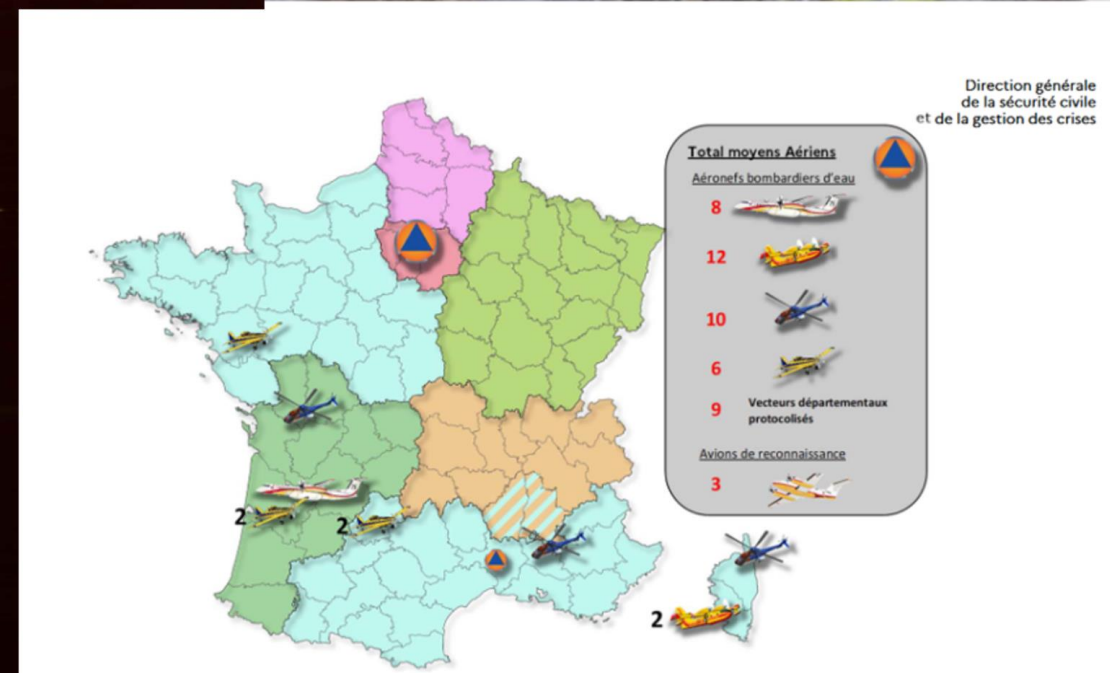 Direction générale
de la sécurité civile
et de la gestion des crises
Total moyens Aériens
Aéronefs bombardiers d'eau
8
12
10
6
9 Vecteurs départementaux
protocolisés
Avions de reconnaissance
3
2
2
2